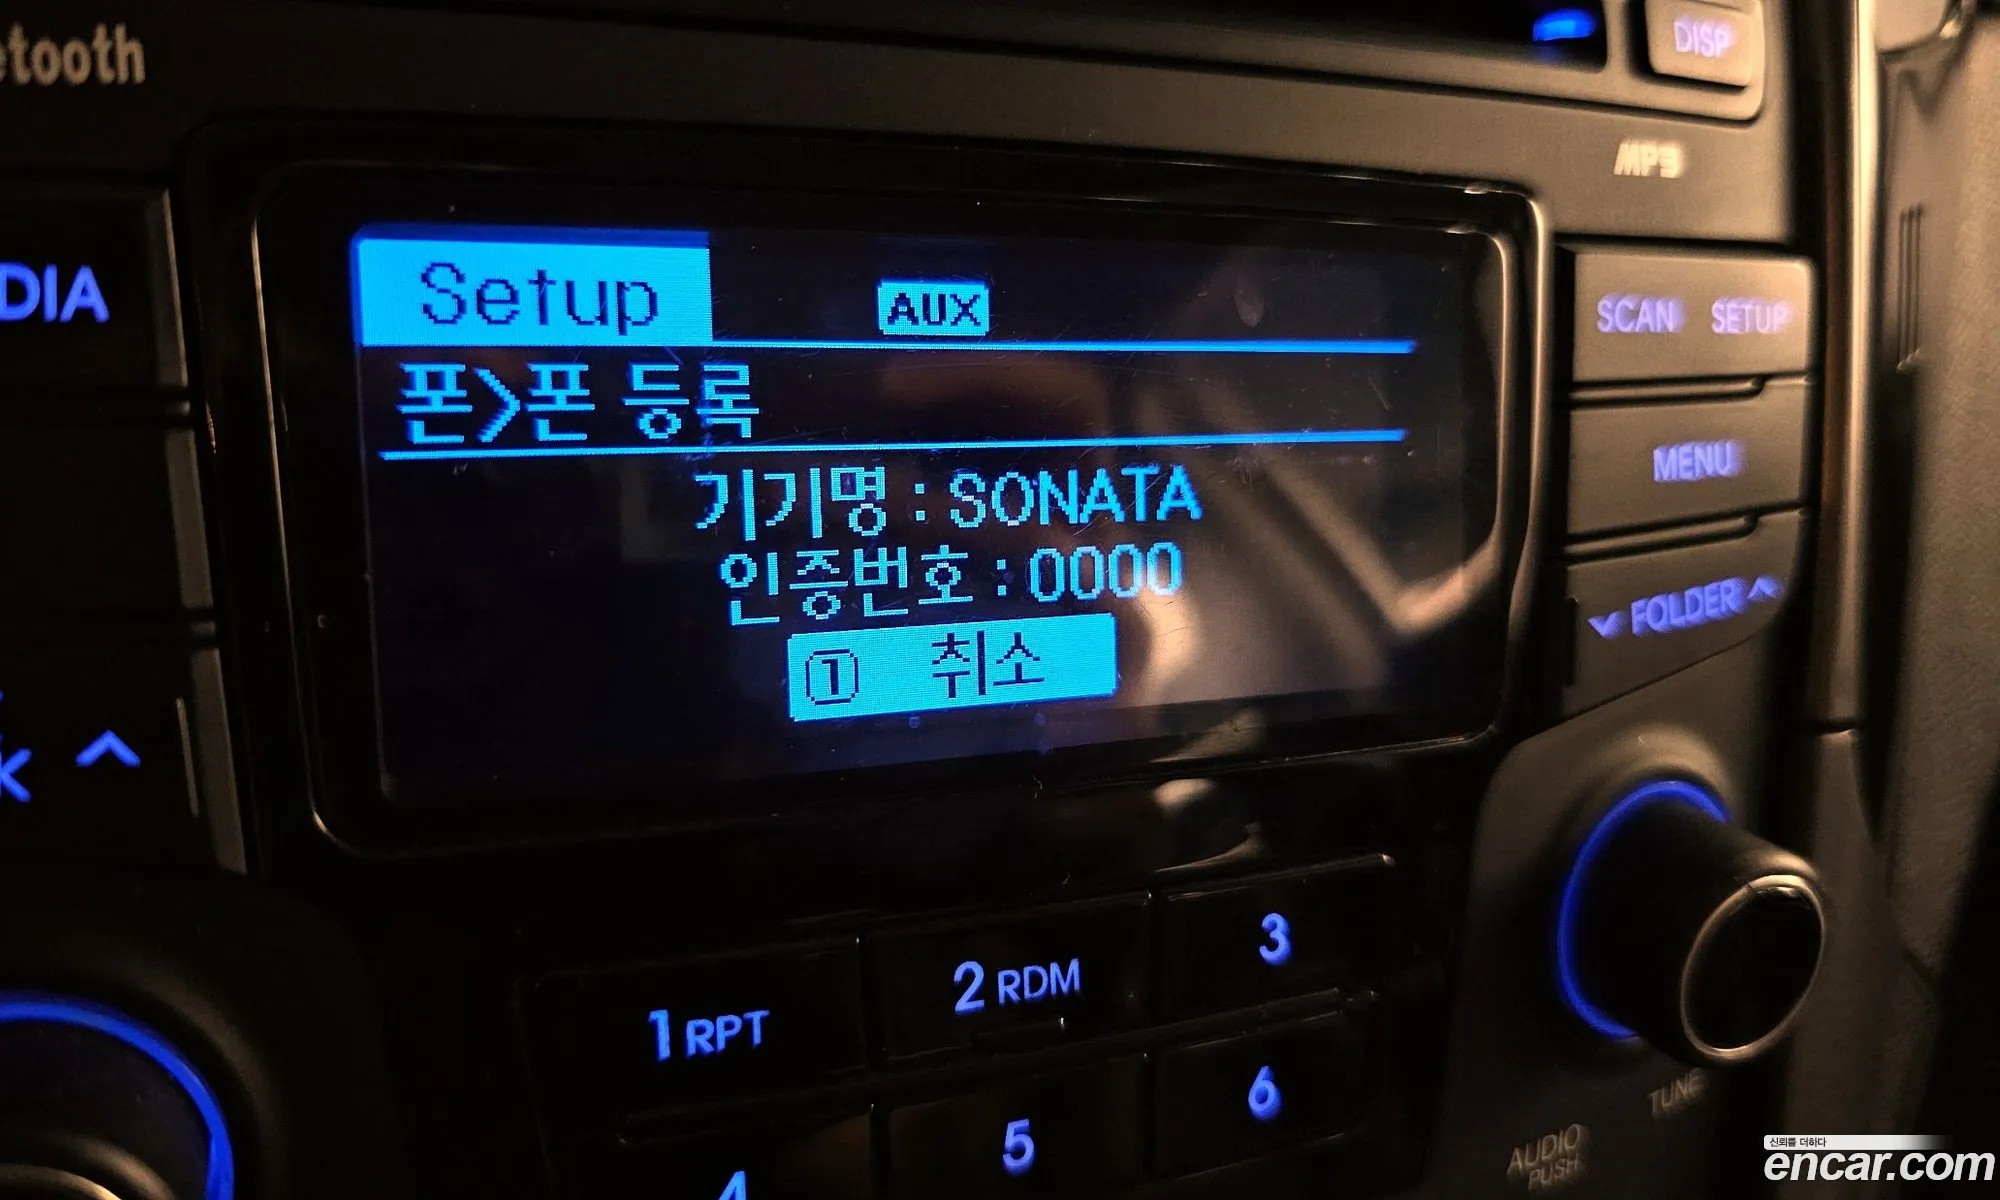 etooth
DISP
MP3
DIA
Setup
AUX
SCAN SETUP
폰>폰 등록
MENU
기기명 : SONATA
인증번호 : 0000
FOLDER
① 취소
1 RPT
2 RDM
3
4
5
6
TUNE
AUDIO
PUSH
신뢰를 더하다
encar.com